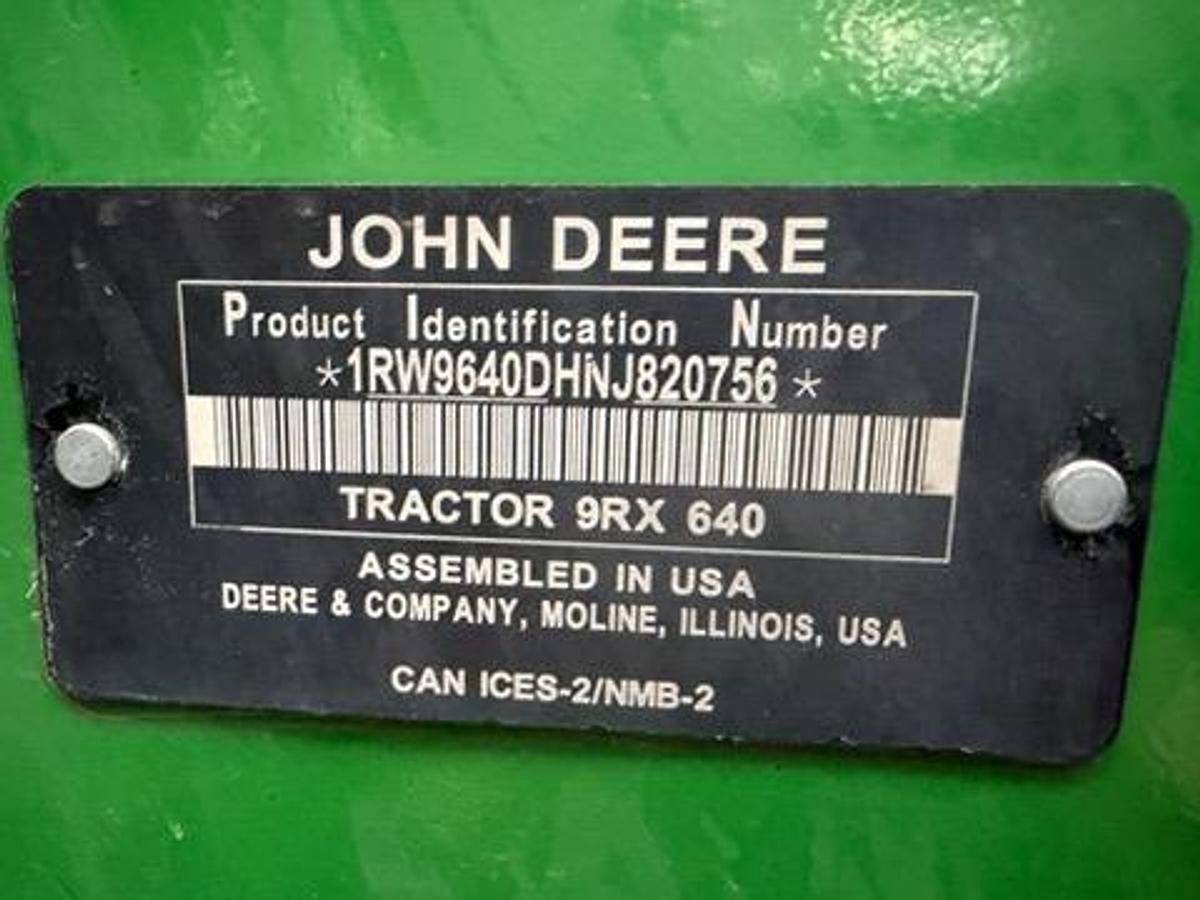 JOHN DEERE
Product Identification Number
*1RW9640DHNJ820756*
TRACTOR 9RX 640
ASSEMBLED IN USA
DEERE & COMPANY, MOLINE, ILLINOIS, USA
CAN ICES-2/NMB-2